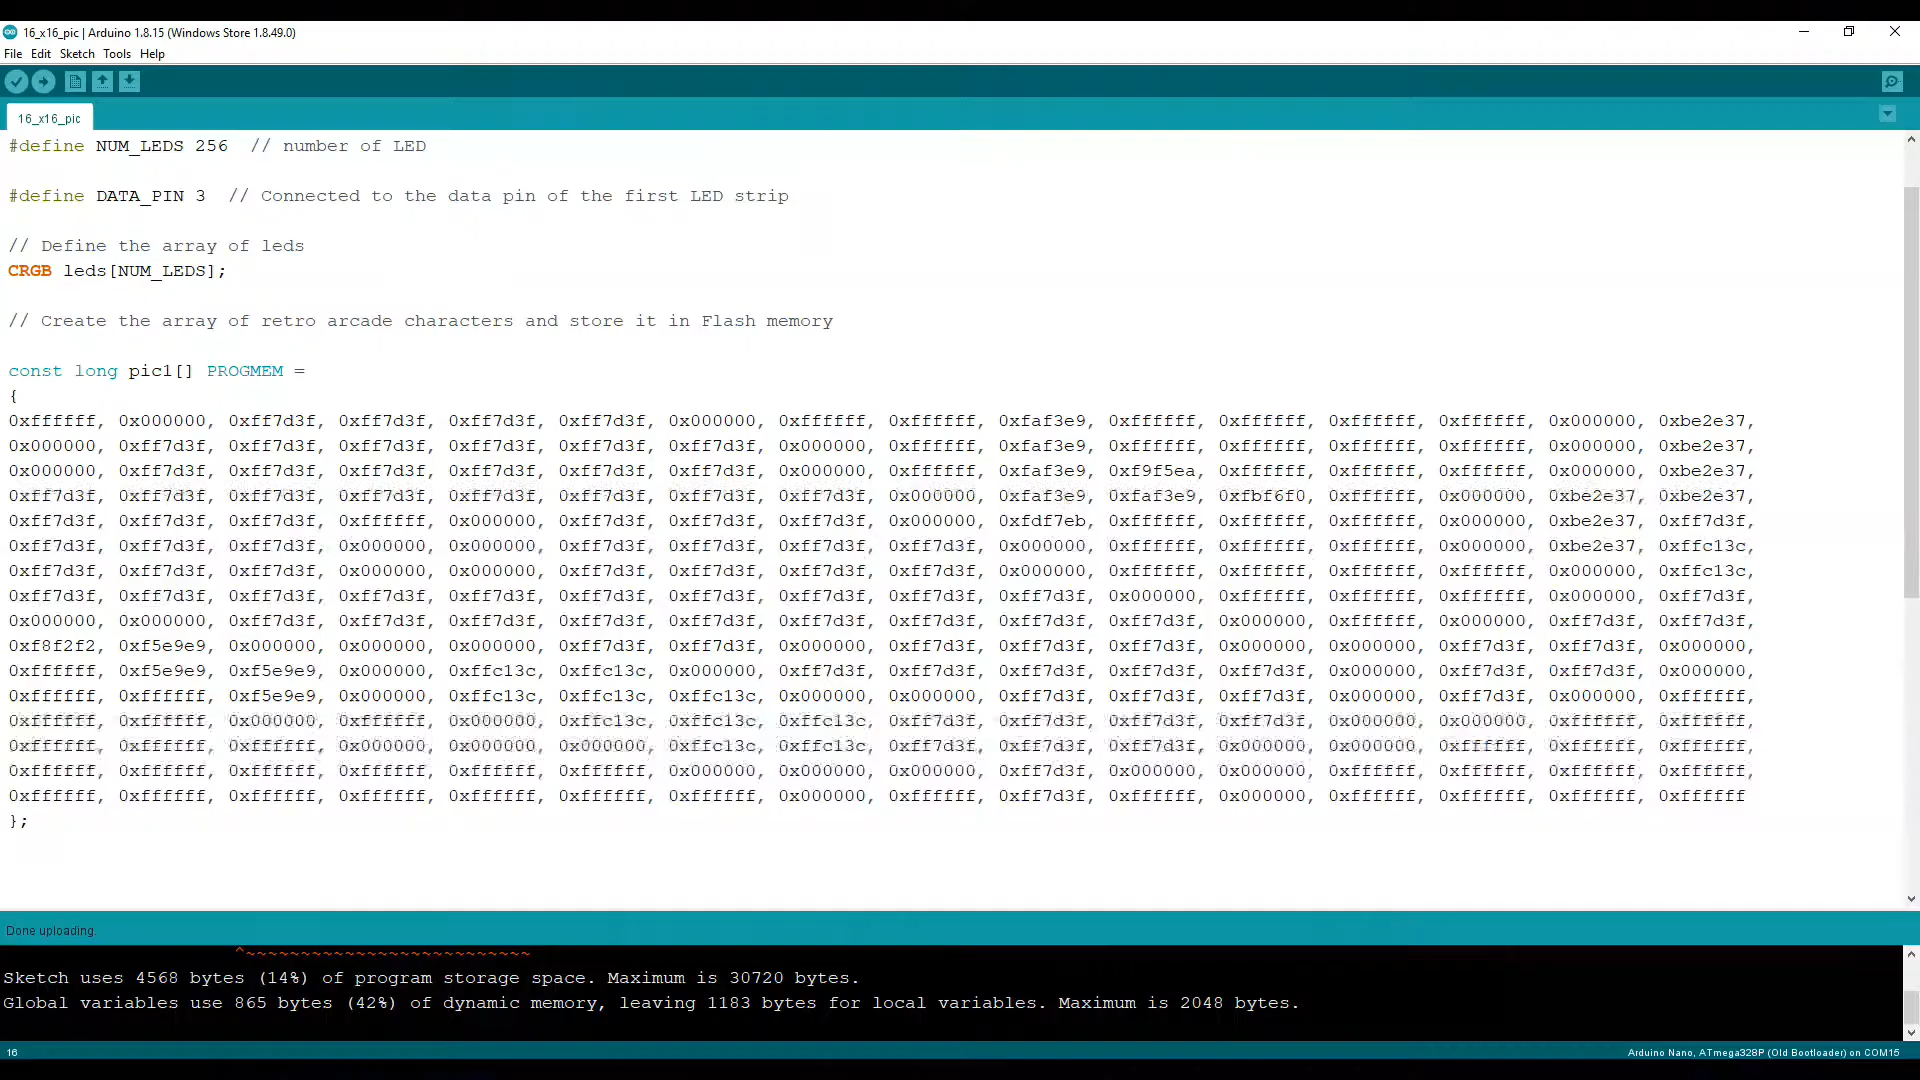 16_x16_pic | Arduino 1.8.15 (Windows Store 1.8.49.0)
File Edit Sketch Tools Help
16_x16_pic
#define NUM_LEDS 256 // number of LED
#define DATA_PIN 3 // Connected to the data pin of the first LED strip
// Define the array of leds
CRGB leds[NUM_LEDS];
// Create the array of retro arcade characters and store it in Flash memory
const long pic1[] PROGMEM =
{
0xffffff, 0x000000, 0xff7d3f, 0xff7d3f, 0xff7d3f, 0xff7d3f, 0x000000, 0xffffff, 0xffffff, 0xfaf3e9, 0xffffff, 0xffffff, 0xffffff, 0xffffff, 0x000000, 0xbe2e37,
0x000000, 0xff7d3f, 0xff7d3f, 0xff7d3f, 0xff7d3f, 0xff7d3f, 0xff7d3f, 0x000000, 0xffffff, 0xfaf3e9, 0xffffff, 0xffffff, 0xffffff, 0xffffff, 0x000000, 0xbe2e37,
0x000000, 0xff7d3f, 0xff7d3f, 0xff7d3f, 0xff7d3f, 0xff7d3f, 0xff7d3f, 0x000000, 0xffffff, 0xfaf3e9, 0xf9f5ea, 0xffffff, 0xffffff, 0xffffff, 0x000000, 0xbe2e37,
0xff7d3f, 0xff7d3f, 0xff7d3f, 0xff7d3f, 0xff7d3f, 0xff7d3f, 0xff7d3f, 0xff7d3f, 0x000000, 0xfaf3e9, 0xfaf3e9, 0xfbf6f0, 0xffffff, 0x000000, 0xbe2e37, 0xbe2e37,
0xff7d3f, 0xff7d3f, 0xff7d3f, 0xffffff, 0x000000, 0xff7d3f, 0xff7d3f, 0xff7d3f, 0x000000, 0xfdf7eb, 0xffffff, 0xffffff, 0xffffff, 0x000000, 0xbe2e37, 0xff7d3f,
0xff7d3f, 0xff7d3f, 0xff7d3f, 0x000000, 0x000000, 0xff7d3f, 0xff7d3f, 0xff7d3f, 0xff7d3f, 0x000000, 0xffffff, 0xffffff, 0xffffff, 0x000000, 0xbe2e37, 0xffc13c,
0xff7d3f, 0xff7d3f, 0xff7d3f, 0x000000, 0x000000, 0xff7d3f, 0xff7d3f, 0xff7d3f, 0xff7d3f, 0x000000, 0xffffff, 0xffffff, 0xffffff, 0xffffff, 0x000000, 0xffc13c,
0xff7d3f, 0xff7d3f, 0xff7d3f, 0xff7d3f, 0xff7d3f, 0xff7d3f, 0xff7d3f, 0xff7d3f, 0xff7d3f, 0xff7d3f, 0x000000, 0xffffff, 0xffffff, 0xffffff, 0x000000, 0xff7d3f,
0x000000, 0x000000, 0xff7d3f, 0xff7d3f, 0xff7d3f, 0xff7d3f, 0xff7d3f, 0xff7d3f, 0xff7d3f, 0xff7d3f, 0xff7d3f, 0x000000, 0xffffff, 0x000000, 0xff7d3f, 0xff7d3f,
0xf8f2f2, 0xf5e9e9, 0x000000, 0x000000, 0x000000, 0xff7d3f, 0xff7d3f, 0x000000, 0xff7d3f, 0xff7d3f, 0xff7d3f, 0x000000, 0x000000, 0xff7d3f, 0xff7d3f, 0x000000,
0xffffff, 0xf5e9e9, 0xf5e9e9, 0x000000, 0xffc13c, 0xffc13c, 0x000000, 0xff7d3f, 0xff7d3f, 0xff7d3f, 0xff7d3f, 0xff7d3f, 0x000000, 0xff7d3f, 0xff7d3f, 0x000000,
0xffffff, 0xffffff, 0xf5e9e9, 0x000000, 0xffc13c, 0xffc13c, 0xffc13c, 0x000000, 0x000000, 0xff7d3f, 0xff7d3f, 0xff7d3f, 0x000000, 0xff7d3f, 0x000000, 0xffffff,
0xffffff, 0xffffff, 0x000000, 0xffffff, 0x000000, 0xffc13c, 0xffc13c, 0xffc13c, 0xff7d3f, 0xff7d3f, 0xff7d3f, 0xff7d3f, 0x000000, 0x000000, 0xffffff, 0xffffff,
0xffffff, 0xffffff, 0xffffff, 0x000000, 0x000000, 0x000000, 0xffc13c, 0xffc13c, 0xff7d3f, 0xff7d3f, 0xff7d3f, 0x000000, 0x000000, 0xffffff, 0xffffff, 0xffffff,
0xffffff, 0xffffff, 0xffffff, 0xffffff, 0xffffff, 0xffffff, 0x000000, 0x000000, 0x000000, 0xff7d3f, 0x000000, 0x000000, 0xffffff, 0xffffff, 0xffffff, 0xffffff,
0xffffff, 0xffffff, 0xffffff, 0xffffff, 0xffffff, 0xffffff, 0xffffff, 0x000000, 0xffffff, 0xff7d3f, 0xffffff, 0x000000, 0xffffff, 0xffffff, 0xffffff, 0xffffff
};
Done uploading.
^~~~~~~~~~~~~~~~~~~~~~~~~~~
Sketch uses 4568 bytes (14%) of program storage space. Maximum is 30720 bytes.
Global variables use 865 bytes (42%) of dynamic memory, leaving 1183 bytes for local variables. Maximum is 2048 bytes.
16
Arduino Nano, ATmega328P (Old Bootloader) on COM15